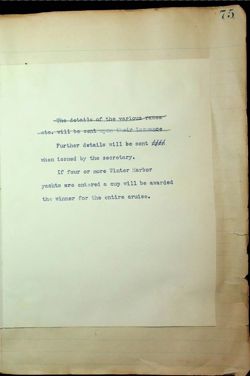 75
The details of the various races
etc. will be sent upon their issuance
Further details will be sent
when issued by the secretary.
If four or more Winter Harbor
yachts are entered a cup will be awarded
the winner for the entire cruise.